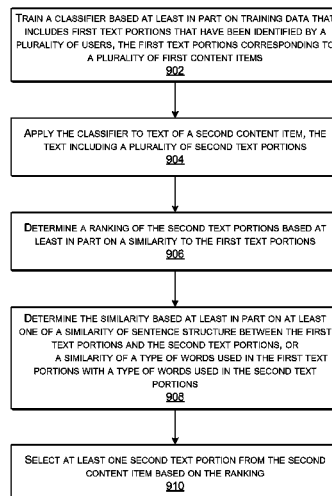 TRAIN A CLASSIFIER BASED AT LEAST IN PART ON TRAINING DATA THAT
INCLUDES FIRST TEXT PORTIONS THAT HAVE BEEN IDENTIFIED BY A
PLURALITY OF USERS, THE FIRST TEXT PORTIONS CORRESPONDING TO
A PLURALITY OF FIRST CONTENT ITEMS
902
APPLY THE CLASSIFIER TO TEXT OF A SECOND CONTENT ITEM, THE
TEXT INCLUDING A PLURALITY OF SECOND TEXT PORTIONS
904
DETERMINE A RANKING OF THE SECOND TEXT PORTIONS BASED AT
LEAST IN PART ON A SIMILARITY TO THE FIRST TEXT PORTIONS
906
DETERMINE THE SIMILARITY BASED AT LEAST IN PART ON AT LEAST
ONE OF A SIMILARITY OF SENTENCE STRUCTURE BETWEEN THE FIRST
TEXT PORTIONS AND THE SECOND TEXT PORTIONS, OR
A SIMILARITY OF A TYPE OF WORDS USED IN THE FIRST TEXT
PORTIONS WITH A TYPE OF WORDS USED IN THE SECOND TEXT
PORTIONS
908
SELECT AT LEAST ONE SECOND TEXT PORTION FROM THE
SECOND CONTENT ITEM BASED ON THE RANKING
910